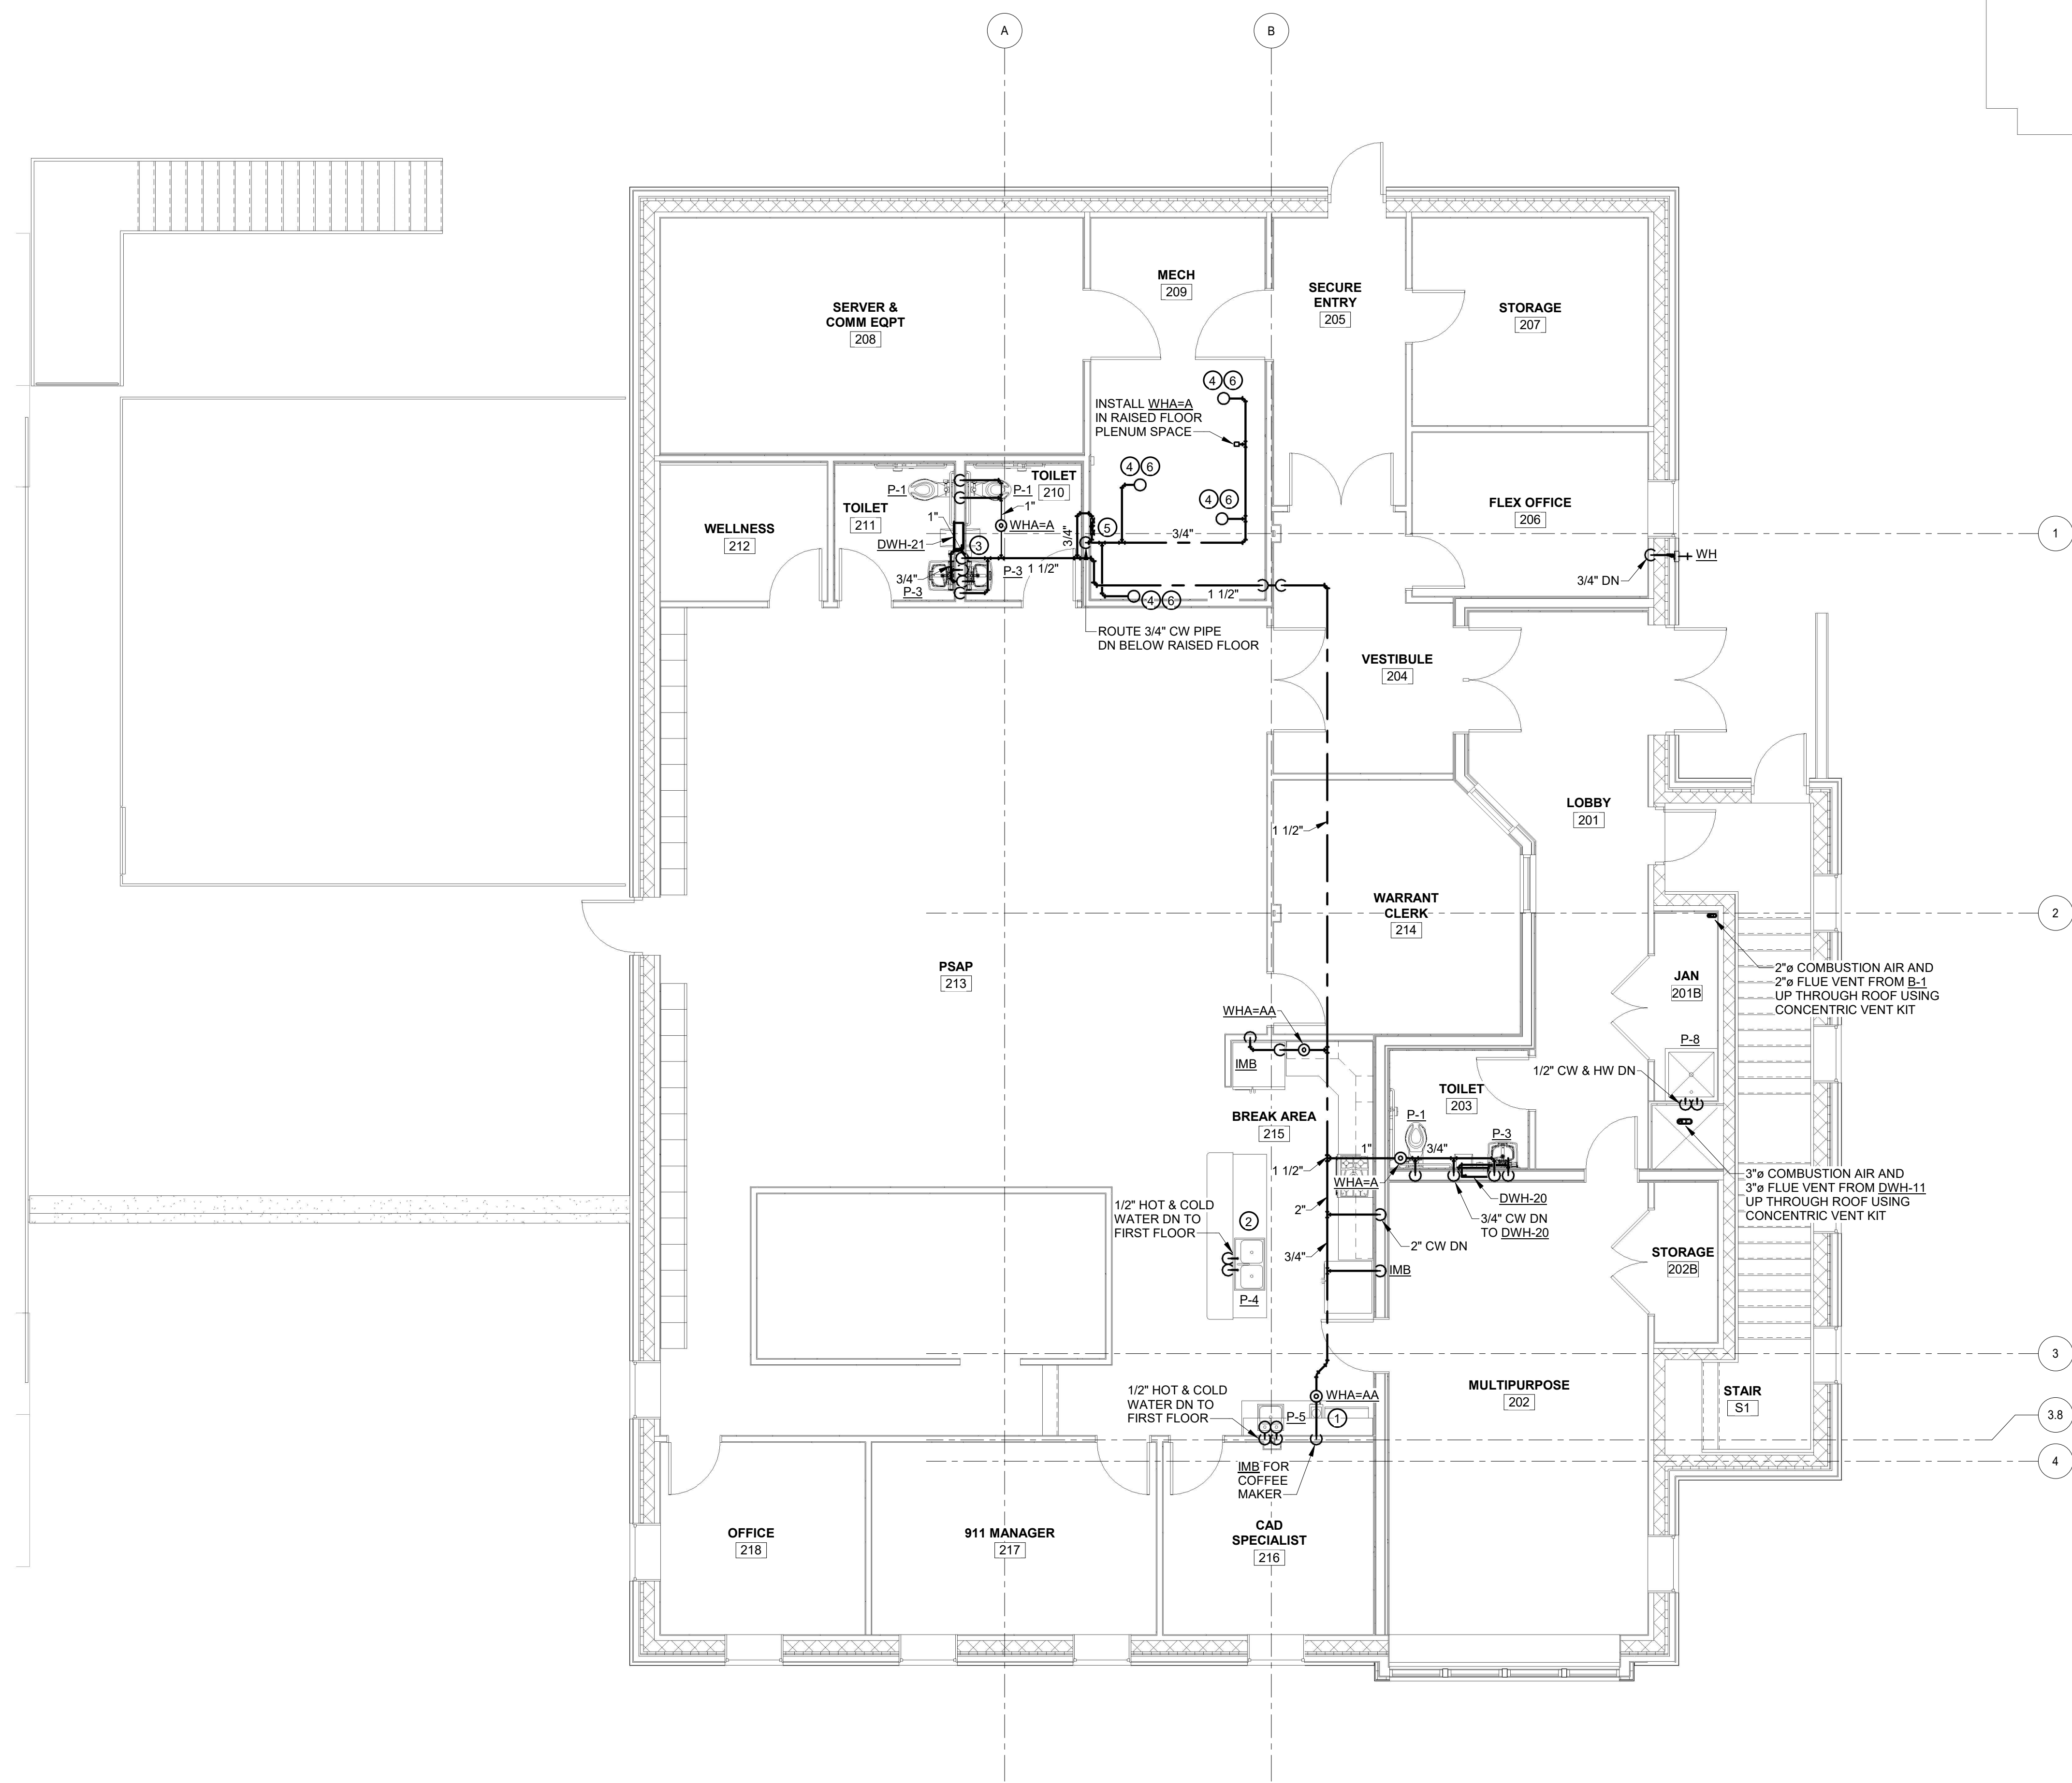 A
B
MECH
209
SECURE
ENTRY
205
SERVER &
COMM EQPT
208
STORAGE
207
4 6
INSTALL WHA=A
IN RAISED FLOOR
PLENUM SPACE
4 6
4 6
P-1
P-1
TOILET
210
TOILET
211
1"
1"
WHA=A
5
WELLNESS
212
DWH-21
3
3/4"
3/4"
FLEX OFFICE
206
1
WH
3/4" DN
3/4"
P-3
P-3
1 1/2"
1 1/2"
4 6
ROUTE 3/4" CW PIPE
DN BELOW RAISED FLOOR
VESTIBULE
204
LOBBY
201
1 1/2"
WARRANT
CLERK
214
2
PSAP
213
JAN
201B
2"ø COMBUSTION AIR AND
2"ø FLUE VENT FROM B-1
UP THROUGH ROOF USING
CONCENTRIC VENT KIT
WHA=AA
IMB
P-8
1/2" CW & HW DN
TOILET
203
BREAK AREA
215
P-1
P-3
1"
3/4"
1 1/2"
WHA=A
3"ø COMBUSTION AIR AND
3"ø FLUE VENT FROM DWH-11
UP THROUGH ROOF USING
CONCENTRIC VENT KIT
DWH-20
3/4" CW DN
TO DWH-20
1/2" HOT & COLD
WATER DN TO
FIRST FLOOR
2
2"
2" CW DN
3/4"
IMB
P-4
STORAGE
202B
3
MULTIPURPOSE
202
STAIR
S1
1/2" HOT & COLD
WATER DN TO
FIRST FLOOR
WHA=AA
P-5
1
3.8
4
IMB FOR
COFFEE
MAKER
OFFICE
218
911 MANAGER
217
CAD
SPECIALIST
216